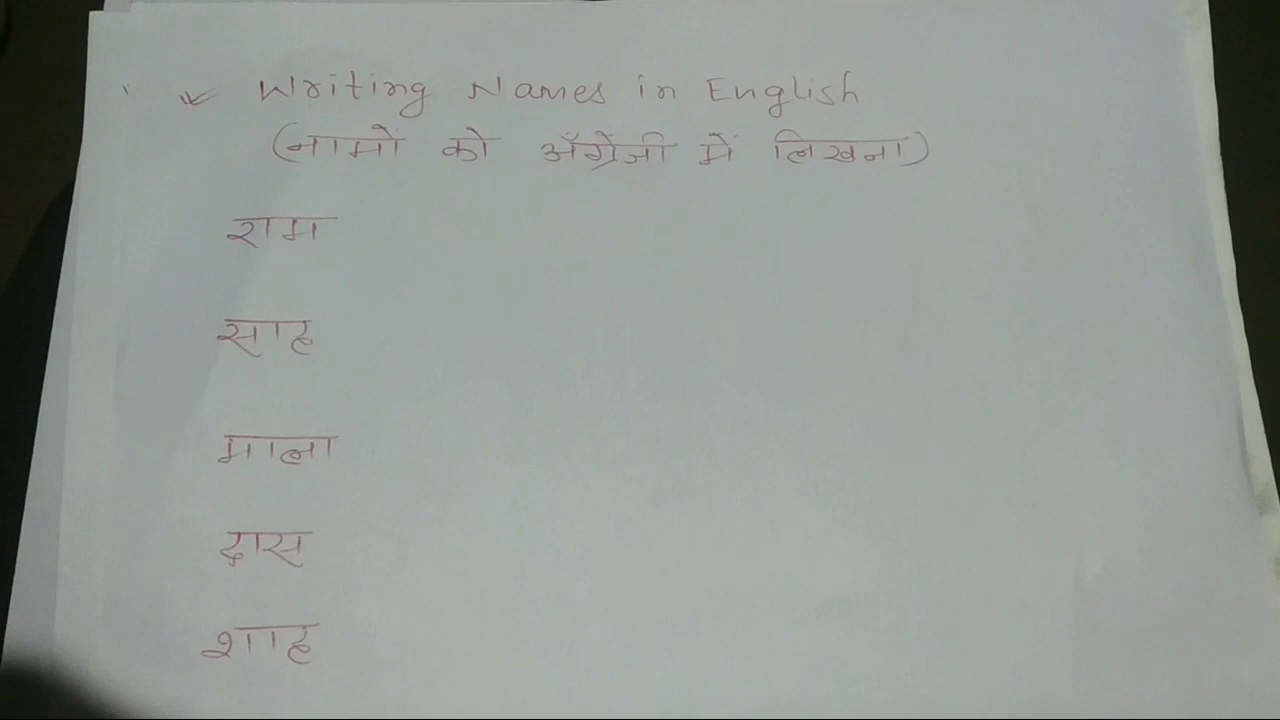 Writing Names in English
(नामों को अँग्रेजी में लिखना)
राम
साह
माला
दास
शाह